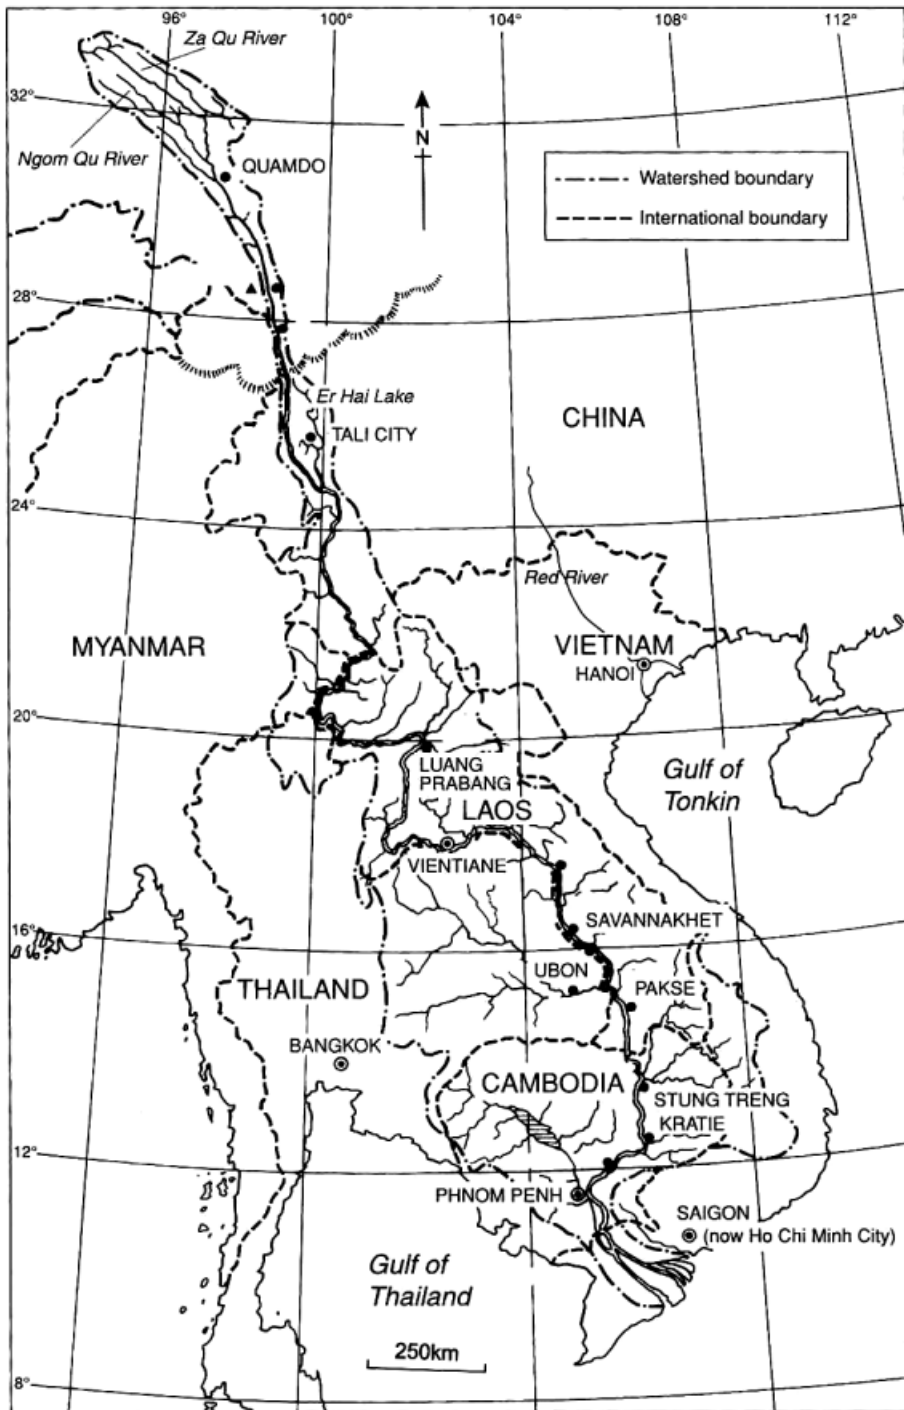 96°
100°
104°
108°
112°
Za Qu River
32°
N
Ngom Qu River
QUAMDO
Watershed boundary
International boundary
28°
Er Hai Lake
CHINA
TALI CITY
24°
Red River
MYANMAR
VIETNAM
HANOI
20°
LUANG
PRABANG
Gulf of
Tonkin
LAOS
VIENTIANE
SAVANNAKHET
16°
UBON
THAILAND
PAKSE
BANGKOK
CAMBODIA
STUNG TRENG
KRATIE
12°
PHNOM PENH
SAIGON
(now Ho Chi Minh City)
Gulf of
Thailand
250km
8°